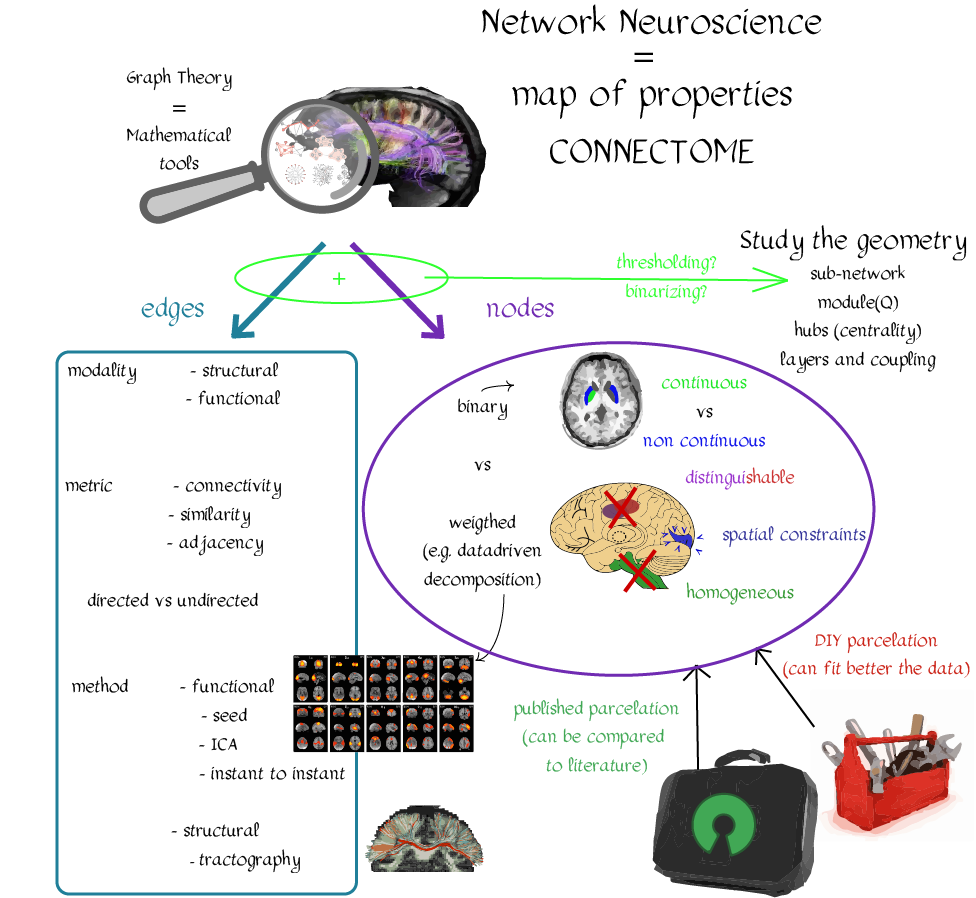 Network Neuroscience
=
map of properties
CONNECTOME
Graph Theory
=
Mathematical
tools
edges
+
nodes
thresholding?
binarizing?
Study the geometry
sub-network
module(Q)
hubs (centrality)
layers and coupling
modality - structural
- functional
metric - connectivity
- similarity
- adjacency
directed vs undirected
method - functional
- seed
- ICA
- instant to instant
- structural
- tractography
binary
vs
weigthed
(e.g. datadriven
decomposition)
continuous
vs
non continuous
distinguishable
spatial constraints
homogeneous
published parcelation
(can be compared
to literature)
DIY parcelation
(can fit better the data)